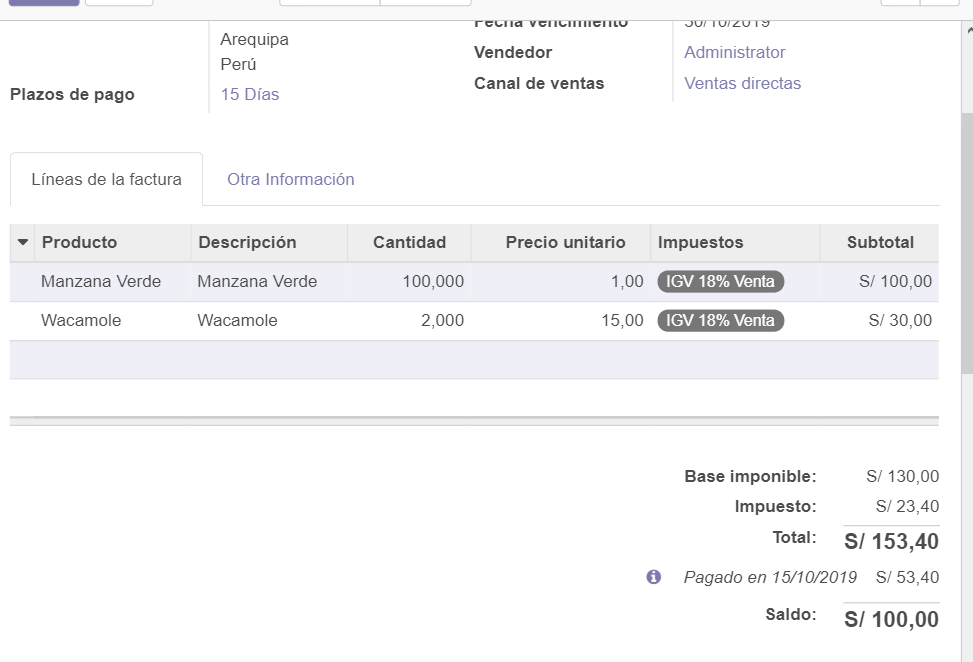 Fecha vencimiento 30/10/2019
Arequipa
Vendedor Administrator
Perú
Canal de ventas Ventas directas
Plazos de pago 15 Días
Líneas de la factura Otra Información
Producto Descripción Cantidad Precio unitario Impuestos Subtotal
Manzana Verde Manzana Verde 100,000 1,00 IGV 18% Venta S/ 100,00
Wacamole Wacamole 2,000 15,00 IGV 18% Venta S/ 30,00
Base imponible: S/ 130,00
Impuesto: S/ 23,40
Total: S/ 153,40
Pagado en 15/10/2019 S/ 53,40
Saldo: S/ 100,00